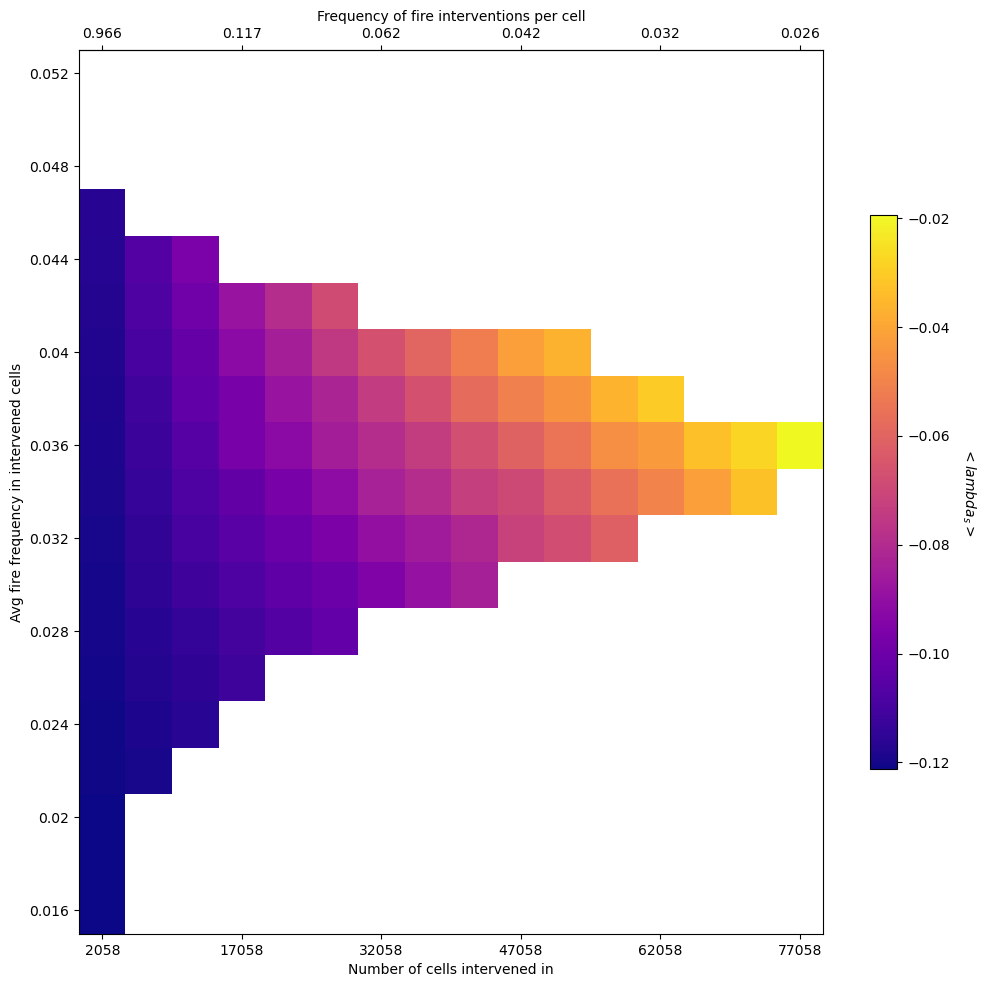 Frequency of fire interventions per cell
0.966 0.117 0.062 0.042 0.032 0.026
0.052
0.048
0.044
0.04
0.036
0.032
0.028
0.024
0.02
0.016
Avg fire frequency in intervened cells
2058 17058 32058 47058 62058 77058
Number of cells intervened in
−0.02
−0.04
−0.06
−0.08
−0.10
−0.12
< lambda_s >